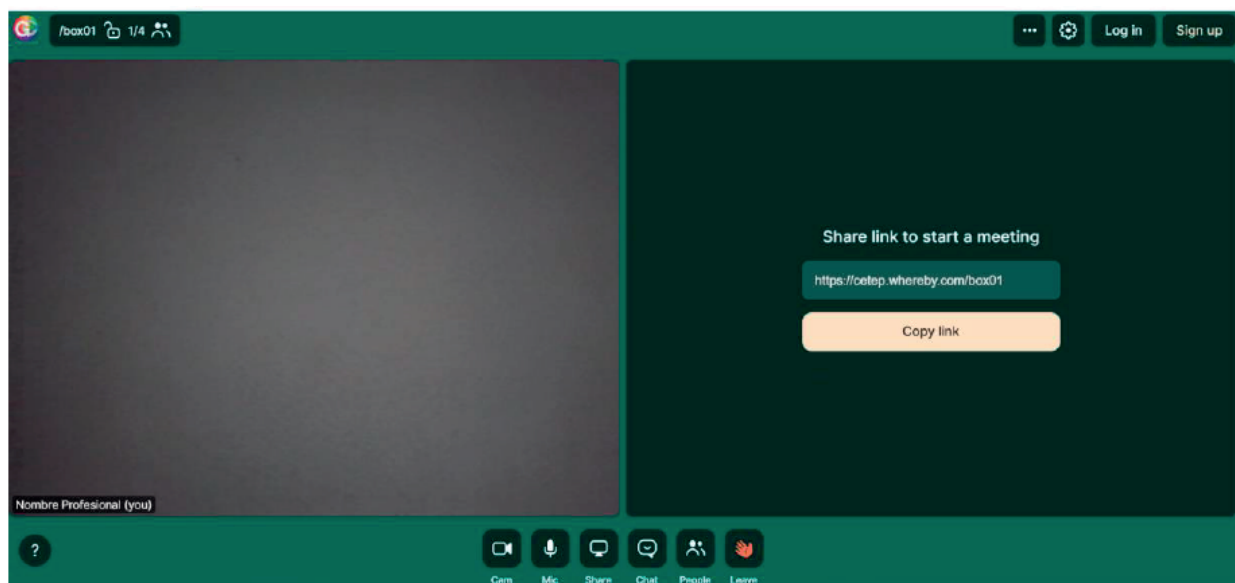 /box01 1/4
Log in
Sign up
Share link to start a meeting
https://cetep.whereby.com/box01
Copy link
Nombre Profesional (you)
?
Cam
Mic
Share
Chat
People
Leave